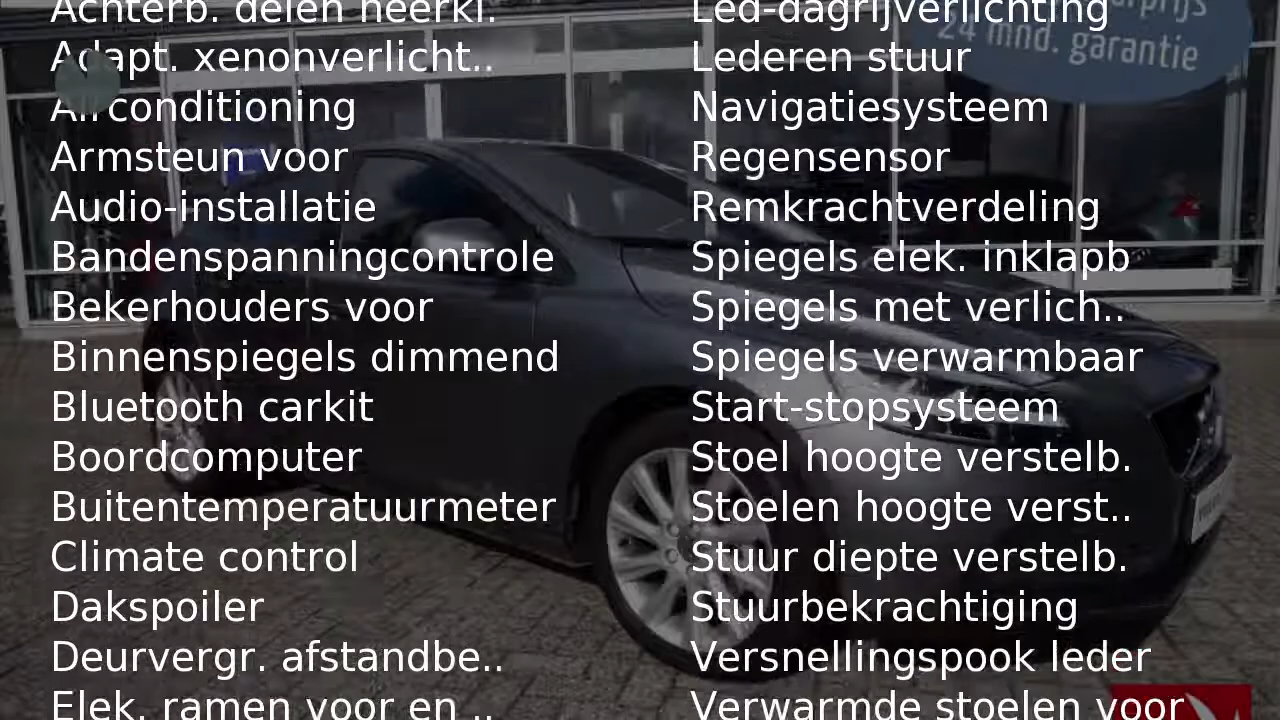 Achterb. delen neerkl.
Adapt. xenonverlicht..
Airconditioning
Armsteun voor
Audio-installatie
Bandenspanningcontrole
Bekerhouders voor
Binnenspiegels dimmend
Bluetooth carkit
Boordcomputer
Buitentemperatuurmeter
Climate control
Dakspoiler
Deurvergr. afstandbe..
Elek. ramen voor en ..
Led-dagrijverlichting
Lederen stuur
Navigatiesysteem
Regensensor
Remkrachtverdeling
Spiegels elek. inklapb
Spiegels met verlich..
Spiegels verwarmbaar
Start-stopsysteem
Stoel hoogte verstelb.
Stoelen hoogte verst..
Stuur diepte verstelb.
Stuurbekrachtiging
Versnellingspook leder
Verwarmde stoelen voor
24 mnd. garantie